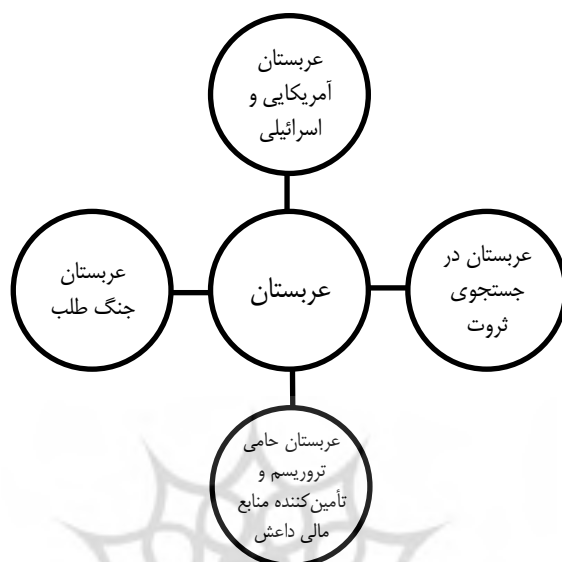 عربستان
آمریکایی و
اسرائیلی
عربستان در
جستجوی
ثروت
عربستان
عربستان
جنگ طلب
عربستان حامی
تروریسم و
تأمین‌کننده منابع
مالی داعش